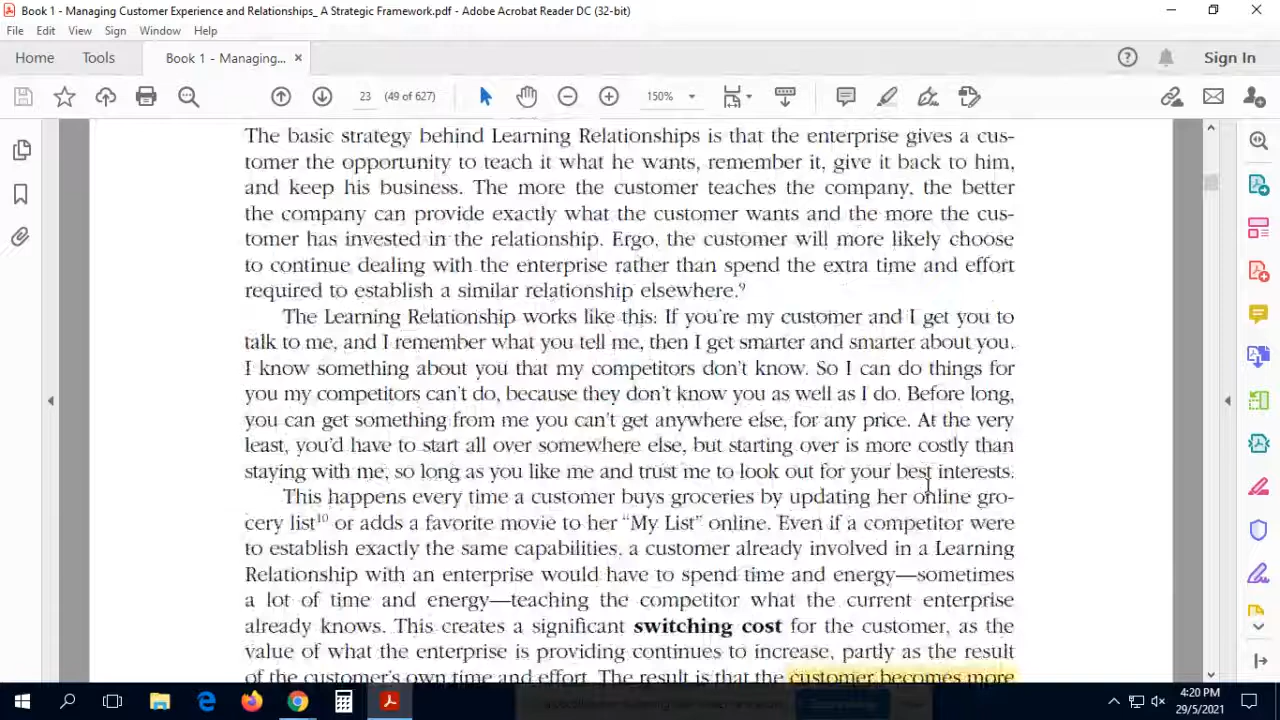 Book 1 - Managing Customer Experience and Relationships_ A Strategic Framework.pdf - Adobe Acrobat Reader DC (32-bit)
File Edit View Sign Window Help
Home Tools Book 1 - Managing... × Sign In
23 (49 of 627) 150%
The basic strategy behind Learning Relationships is that the enterprise gives a cus-
tomer the opportunity to teach it what he wants, remember it, give it back to him,
and keep his business. The more the customer teaches the company, the better
the company can provide exactly what the customer wants and the more the cus-
tomer has invested in the relationship. Ergo, the customer will more likely choose
to continue dealing with the enterprise rather than spend the extra time and effort
required to establish a similar relationship elsewhere.⁹
The Learning Relationship works like this: If you're my customer and I get you to
talk to me, and I remember what you tell me, then I get smarter and smarter about you.
I know something about you that my competitors don't know. So I can do things for
you my competitors can't do, because they don't know you as well as I do. Before long,
you can get something from me you can't get anywhere else, for any price. At the very
least, you'd have to start all over somewhere else, but starting over is more costly than
staying with me, so long as you like me and trust me to look out for your best interests.
This happens every time a customer buys groceries by updating her online gro-
cery list¹⁰ or adds a favorite movie to her “My List” online. Even if a competitor were
to establish exactly the same capabilities, a customer already involved in a Learning
Relationship with an enterprise would have to spend time and energy—sometimes
a lot of time and energy—teaching the competitor what the current enterprise
already knows. This creates a significant switching cost for the customer, as the
value of what the enterprise is providing continues to increase, partly as the result
of the customer's own time and effort. The result is that the customer becomes more
4:20 PM
29/5/2021